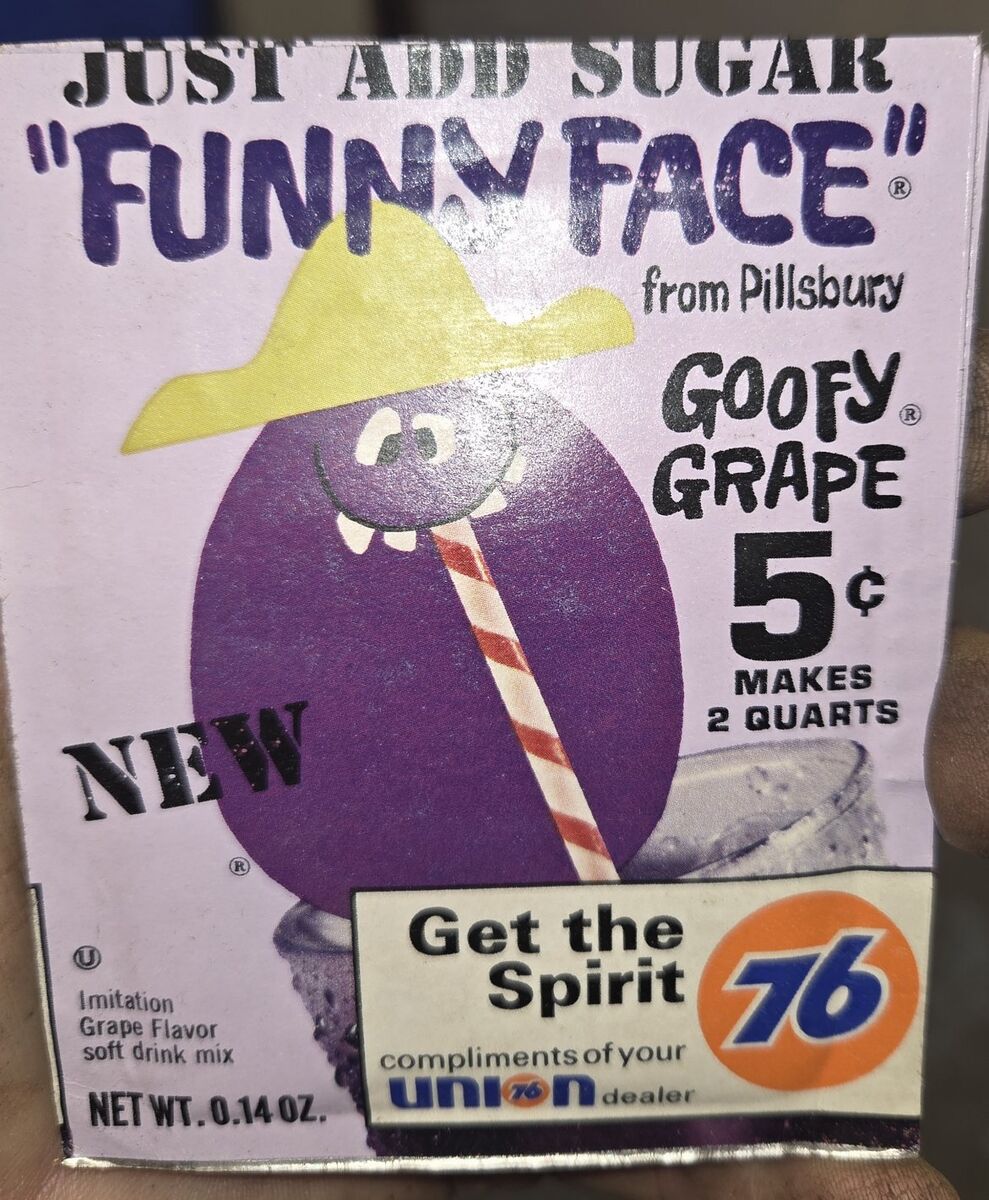 JUST ADD SUGAR
"FUNNY FACE"®
from Pillsbury
GOOFY®
GRAPE
5¢
MAKES
2 QUARTS
NEW
®
Ⓤ
Imitation
Grape Flavor
soft drink mix
NET WT. 0.14 OZ.
Get the
Spirit
76
compliments of your
union 76 dealer